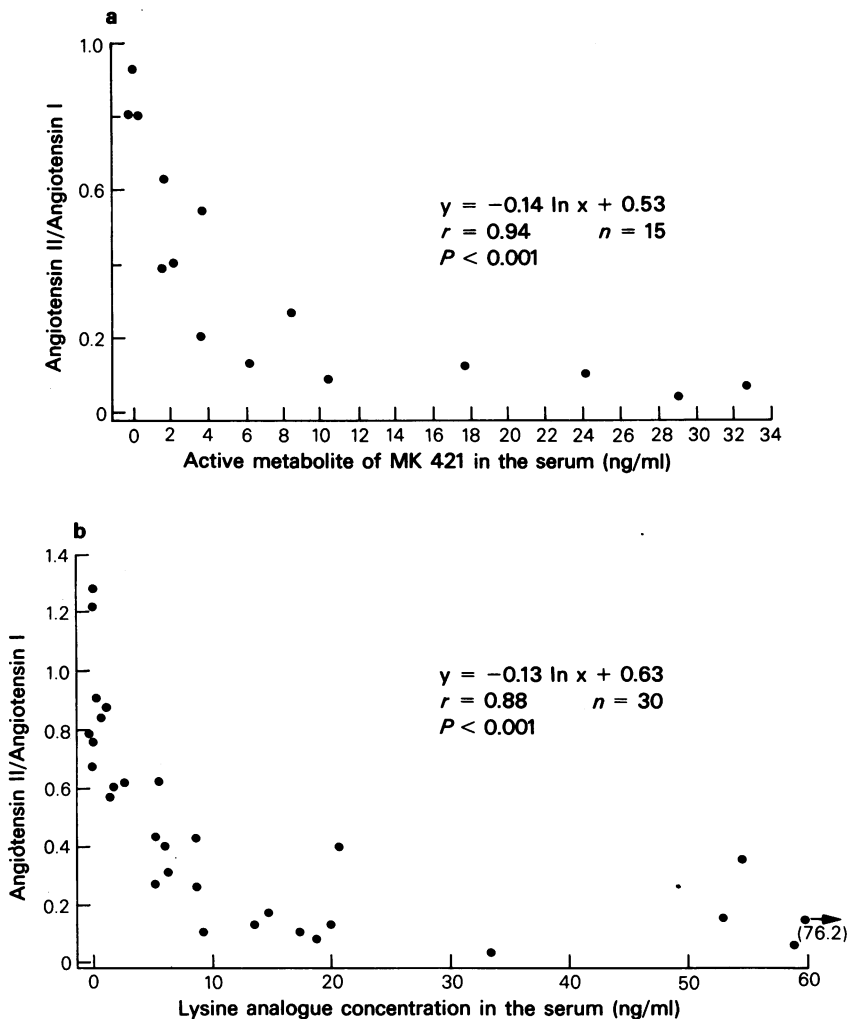 a
1.0
0.6
0.2
0
Angiotensin II/Angiotensin I
y = −0.14 ln x + 0.53
r = 0.94 n = 15
P < 0.001
0 2 4 6 8 10 12 14 16 18 20 22 24 26 28 30 32 34
Active metabolite of MK 421 in the serum (ng/ml)
b
1.4
1.2
1.0
0.8
0.6
0.4
0.2
0
Angiotensin II/Angiotensin I
y = −0.13 ln x + 0.63
r = 0.88 n = 30
P < 0.001
(76.2)
0 10 20 30 40 50 60
Lysine analogue concentration in the serum (ng/ml)